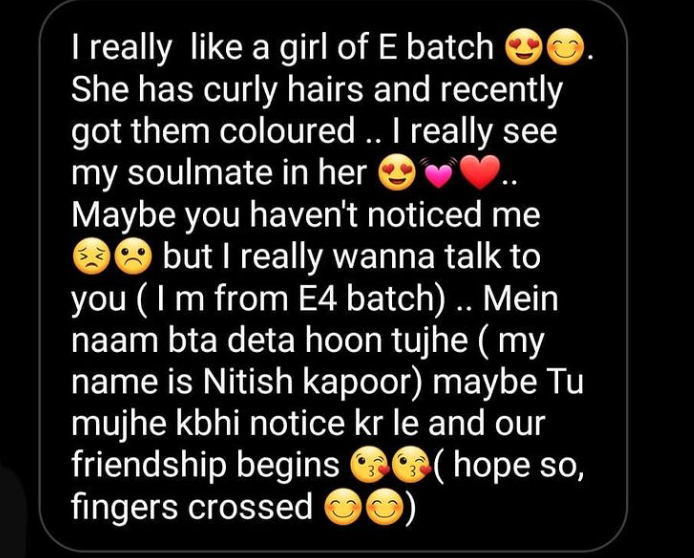 I really  like a girl of E batch 😍😊.
She has curly hairs and recently
got them coloured .. I really see
my soulmate in her 😍💓❤️..
Maybe you haven't noticed me
😣☹️ but I really wanna talk to
you ( I m from E4 batch) .. Mein
naam bta deta hoon tujhe ( my
name is Nitish kapoor) maybe Tu
mujhe kbhi notice kr le and our
friendship begins 😘😘( hope so,
fingers crossed 😊😊)